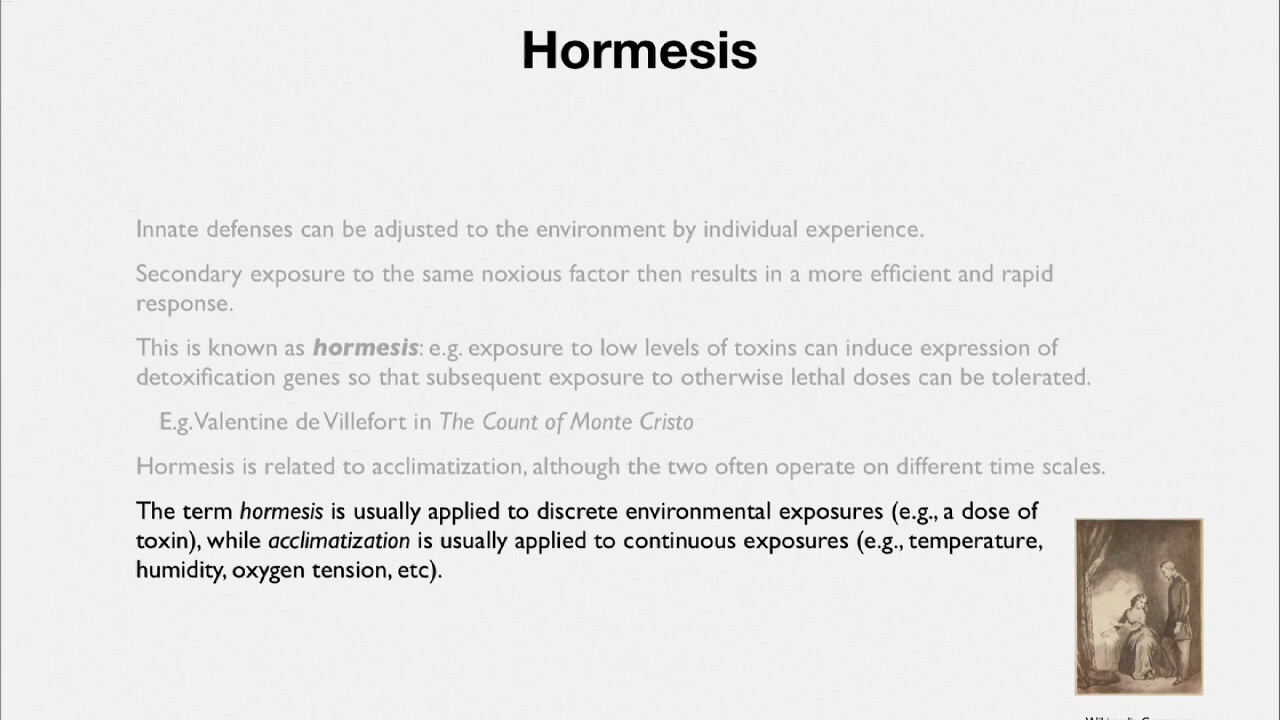 Hormesis
Innate defenses can be adjusted to the environment by individual experience.
Secondary exposure to the same noxious factor then results in a more efficient and rapid
response.
This is known as hormesis: e.g. exposure to low levels of toxins can induce expression of
detoxification genes so that subsequent exposure to otherwise lethal doses can be tolerated.
E.g. Valentine de Villefort in The Count of Monte Cristo
Hormesis is related to acclimatization, although the two often operate on different time scales.
The term hormesis is usually applied to discrete environmental exposures (e.g., a dose of
toxin), while acclimatization is usually applied to continuous exposures (e.g., temperature,
humidity, oxygen tension, etc).